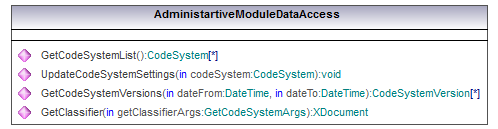 AdministartiveModuleDataAccess
GetCodeSystemList():CodeSystem[*]
UpdateCodeSystemSettings(in codeSystem:CodeSystem):void
GetCodeSystemVersions(in dateFrom:DateTime, in dateTo:DateTime):CodeSystemVersion[*]
GetClassifier(in getClassifierArgs:GetCodeSystemArgs):XDocument